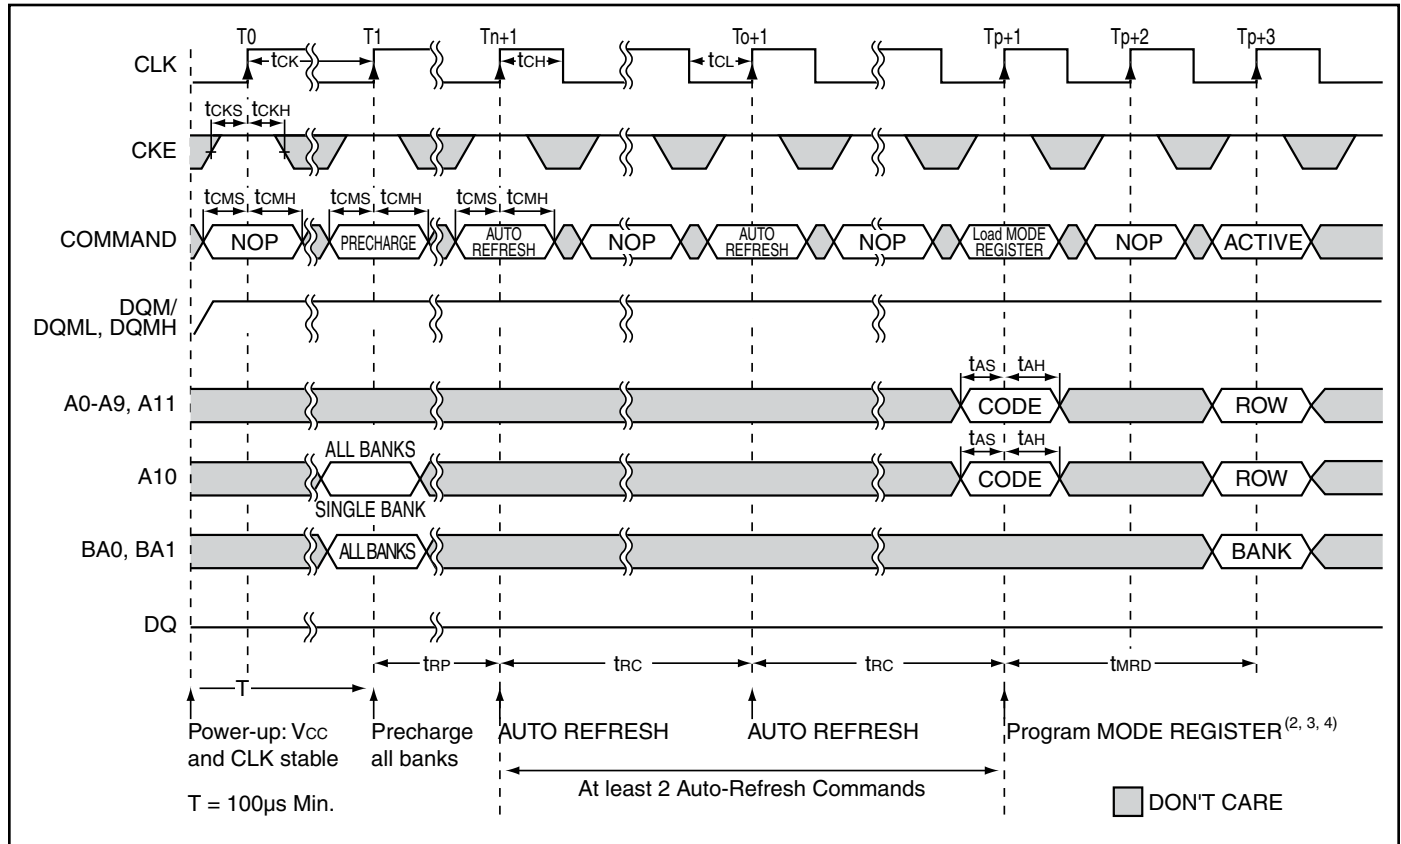 T0 T1 Tn+1 To+1 Tp+1 Tp+2 Tp+3
CLK tCK tCH tCL
tCKS tCKH
CKE
tCMS tCMH tCMS tCMH tCMS tCMH
COMMAND NOP PRECHARGE AUTO REFRESH NOP AUTO REFRESH NOP Load MODE REGISTER NOP ACTIVE
DQM/
DQML, DQMH
tAS tAH
A0-A9, A11 CODE ROW
ALL BANKS tAS tAH
A10 CODE ROW
SINGLE BANK
BA0, BA1 ALL BANKS BANK
DQ
tRP tRC tRC tMRD
T
Power-up: VCC Precharge AUTO REFRESH AUTO REFRESH Program MODE REGISTER(2, 3, 4)
and CLK stable all banks
At least 2 Auto-Refresh Commands
T = 100µs Min. DON'T CARE